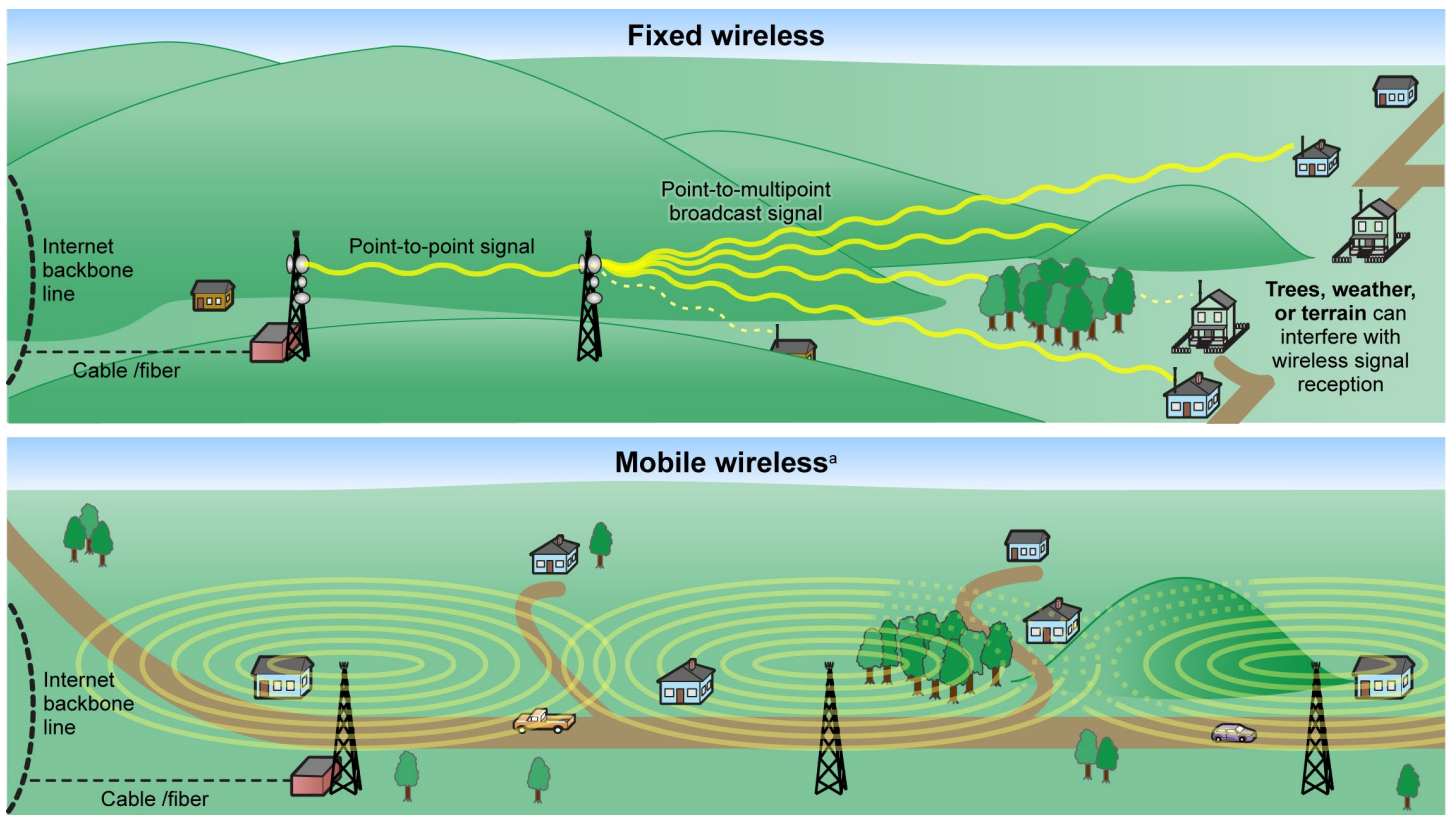 Fixed wireless
Point-to-multipoint
broadcast signal
Point-to-point signal
Internet
backbone
line
Cable /fiber
Trees, weather,
or terrain can
interfere with
wireless signal
reception
Mobile wirelessᵃ
Internet
backbone
line
Cable /fiber